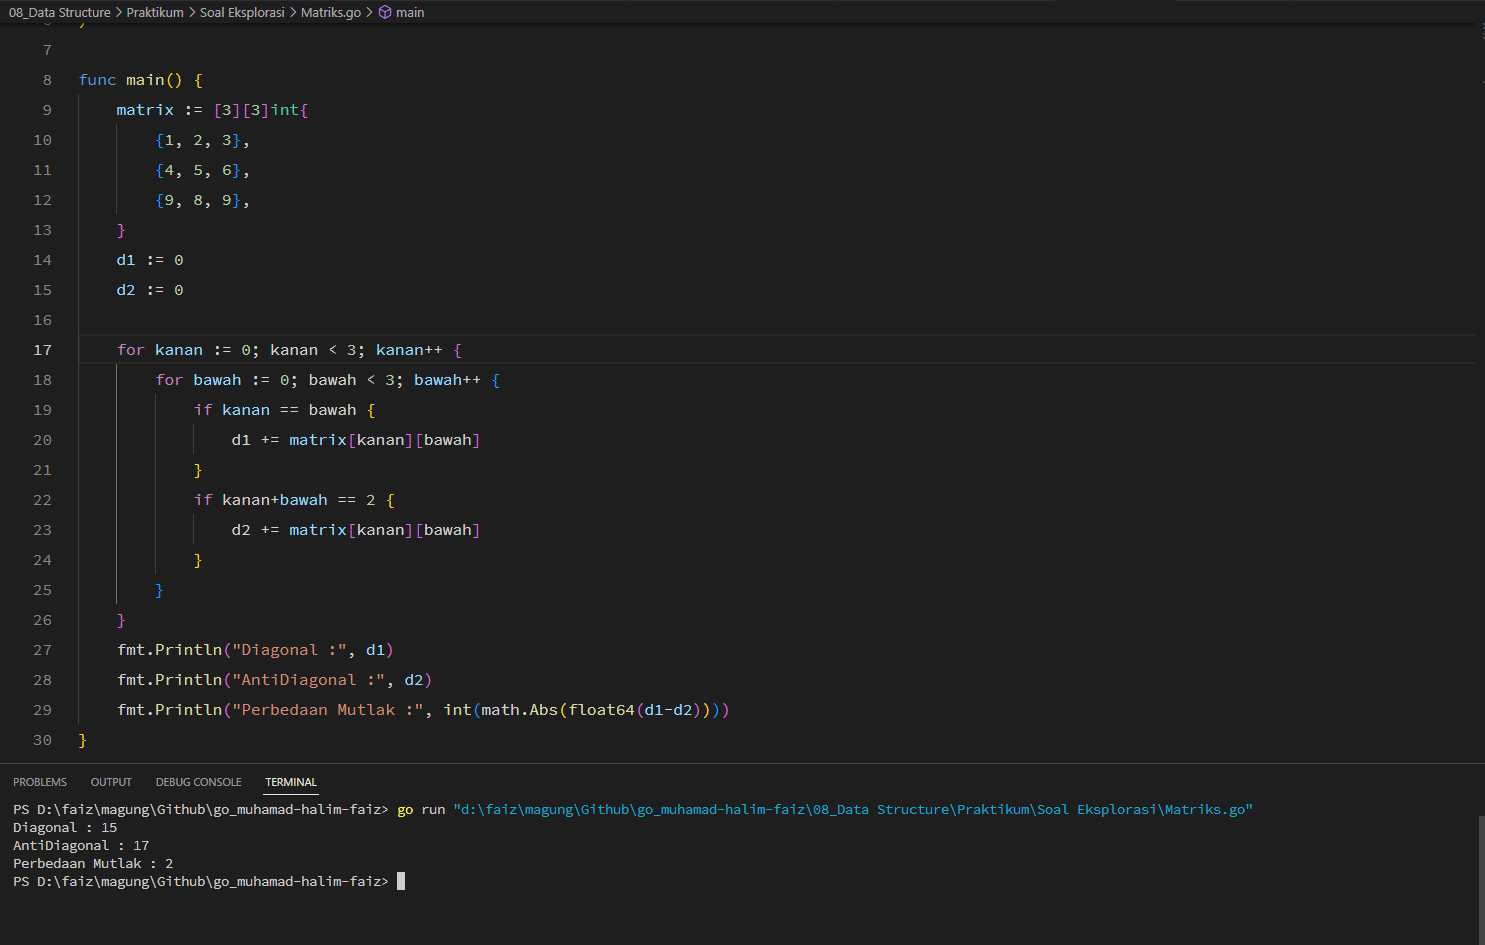 08_Data Structure > Praktikum > Soal Eksplorasi > Matriks.go > main
7
8 func main() {
9 matrix := [3][3]int{
10 {1, 2, 3},
11 {4, 5, 6},
12 {9, 8, 9},
13 }
14 d1 := 0
15 d2 := 0
16
17 for kanan := 0; kanan < 3; kanan++ {
18 for bawah := 0; bawah < 3; bawah++ {
19 if kanan == bawah {
20 d1 += matrix[kanan][bawah]
21 }
22 if kanan+bawah == 2 {
23 d2 += matrix[kanan][bawah]
24 }
25 }
26 }
27 fmt.Println("Diagonal :", d1)
28 fmt.Println("AntiDiagonal :", d2)
29 fmt.Println("Perbedaan Mutlak :", int(math.Abs(float64(d1-d2))))
30 }
PROBLEMS OUTPUT DEBUG CONSOLE TERMINAL
PS D:\faiz\magung\Github\go_muhamad-halim-faiz> go run "d:\faiz\magung\Github\go_muhamad-halim-faiz\08_Data Structure\Praktikum\Soal Eksplorasi\Matriks.go"
Diagonal : 15
AntiDiagonal : 17
Perbedaan Mutlak : 2
PS D:\faiz\magung\Github\go_muhamad-halim-faiz>